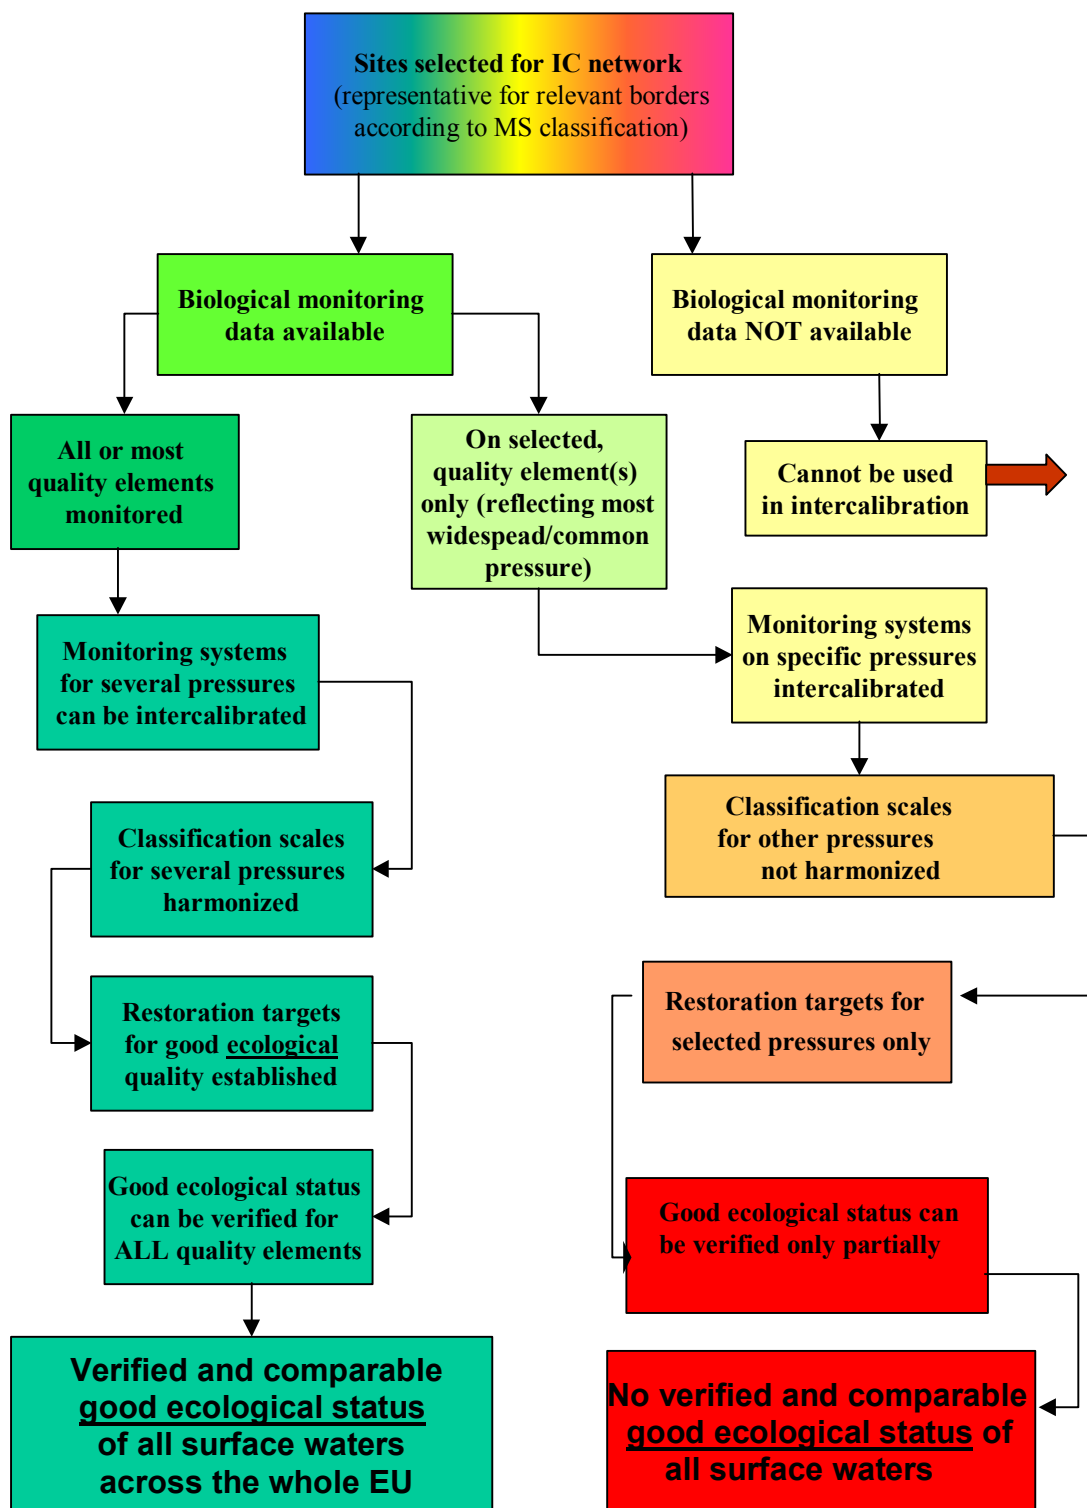 Sites selected for IC network
(representative for relevant borders
according to MS classification)
Biological monitoring
data available
Biological monitoring
data NOT available
All or most
quality elements
monitored
On selected,
quality element(s)
only (reflecting most
widespead/common
pressure)
Cannot be used
in intercalibration
Monitoring systems
for several pressures
can be intercalibrated
Monitoring systems
on specific pressures
intercalibrated
Classification scales
for several pressures
harmonized
Classification scales
for other pressures
not harmonized
Restoration targets
for good ecological
quality established
Restoration targets for
selected pressures only
Good ecological status
can be verified for
ALL quality elements
Good ecological status can
be verified only partially
Verified and comparable
good ecological status
of all surface waters
across the whole EU
No verified and comparable
good ecological status of
all surface waters